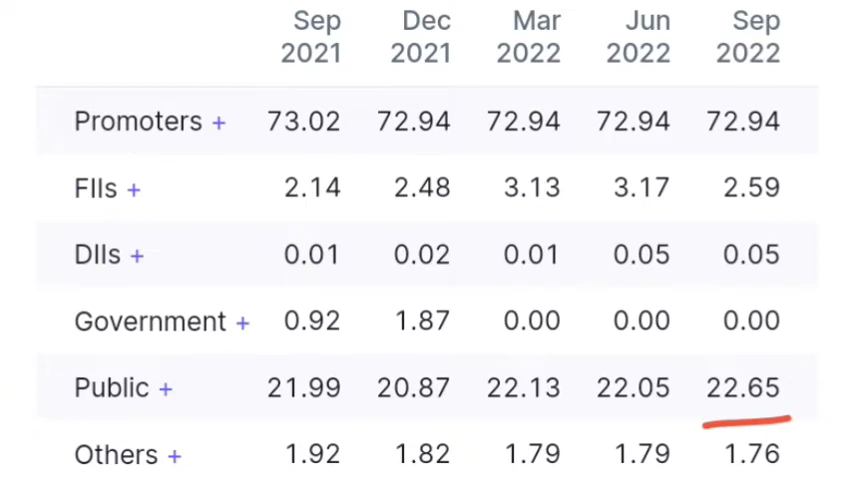 Sep Dec Mar Jun Sep
2021 2021 2022 2022 2022
Promoters + 73.02 72.94 72.94 72.94 72.94
FIIs + 2.14 2.48 3.13 3.17 2.59
DIIs + 0.01 0.02 0.01 0.05 0.05
Government + 0.92 1.87 0.00 0.00 0.00
Public + 21.99 20.87 22.13 22.05 22.65
Others + 1.92 1.82 1.79 1.79 1.76